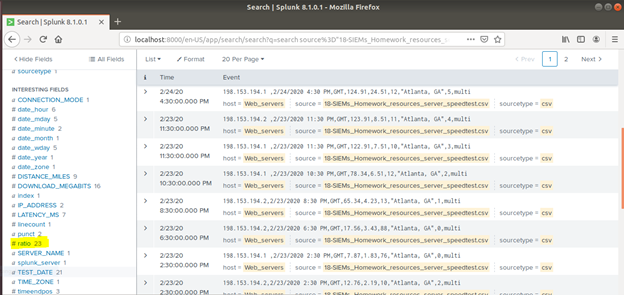 Search | Splunk 8.1.0.1 - Mozilla Firefox
Search | Splunk 8.1.0.1
localhost:8000/en-US/app/search/search?q=search source%3D"18-SIEMs_Homework_resources_
Hide Fields
All Fields
List
Format
20 Per Page
Prev
1
2
Next
a sourcetype 1
INTERESTING FIELDS
a CONNECTION_MODE 1
# date_hour 6
# date_mday 5
# date_minute 2
a date_month 1
a date_wday 5
# date_year 1
a date_zone 1
# DISTANCE_MILES 9
# DOWNLOAD_MEGABITS 16
a index 1
a IP_ADDRESS 2
# LATENCY_MS 7
# linecount 1
a punct 2
# ratio 23
a SERVER_NAME 1
a splunk_server 1
a TEST_DATE 21
a TIME_ZONE 1
# timeendpos 3
i Time Event
2/24/20
4:30:00.000 PM
198.153.194.1 ,2/24/2020 4:30 PM,GMT,124.91,24.51,12,"Atlanta, GA",5,multi
host = Web_servers source = 18-SIEMs_Homework_resources_server_speedtest.csv sourcetype = csv
2/23/20
11:30:00.000 PM
198.153.194.2 ,2/23/2020 11:30 PM,GMT,123.91,8.51,11,"Atlanta, GA",4,multi
host = Web_servers source = 18-SIEMs_Homework_resources_server_speedtest.csv sourcetype = csv
2/23/20
11:30:00.000 PM
198.153.194.1 ,2/23/2020 11:30 PM,GMT,122.91,7.51,10,"Atlanta, GA",3,multi
host = Web_servers source = 18-SIEMs_Homework_resources_server_speedtest.csv sourcetype = csv
2/23/20
10:30:00.000 PM
198.153.194.1 ,2/23/2020 10:30 PM,GMT,78.34,6.51,12,"Atlanta, GA",2,multi
host = Web_servers source = 18-SIEMs_Homework_resources_server_speedtest.csv sourcetype = csv
2/23/20
8:30:00.000 PM
198.153.194.2,2/23/2020 8:30 PM,GMT,65.34,4.23,13,"Atlanta, GA",1,multi
host = Web_servers source = 18-SIEMs_Homework_resources_server_speedtest.csv sourcetype = csv
2/23/20
6:30:00.000 PM
198.153.194.2,2/23/2020 6:30 PM,GMT,17.56,3.43,88,"Atlanta, GA",0,multi
host = Web_servers source = 18-SIEMs_Homework_resources_server_speedtest.csv sourcetype = csv
2/23/20
2:30:00.000 PM
198.153.194.1 ,2/23/2020 2:30 PM,GMT,7.87,1.83,76,"Atlanta, GA",0,multi
host = Web_servers source = 18-SIEMs_Homework_resources_server_speedtest.csv sourcetype = csv
2/23/20
2:30:00.000 PM
198.153.194.2,2/23/2020 2:30 PM,GMT,12.76,2.19,10,"Atlanta, GA",2,multi
host = Web_servers source = 18-SIEMs_Homework_resources_server_speedtest.csv sourcetype = csv